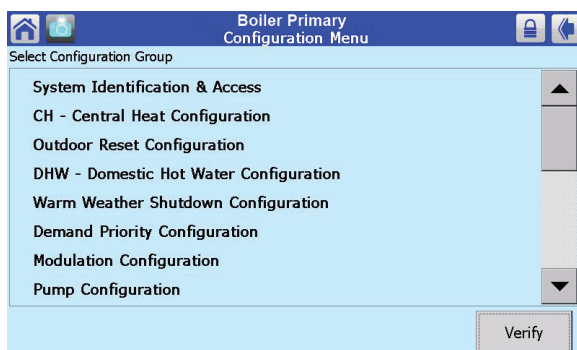 Boiler Primary
Configuration Menu
Select Configuration Group
System Identification & Access
CH - Central Heat Configuration
Outdoor Reset Configuration
DHW - Domestic Hot Water Configuration
Warm Weather Shutdown Configuration
Demand Priority Configuration
Modulation Configuration
Pump Configuration
Verify